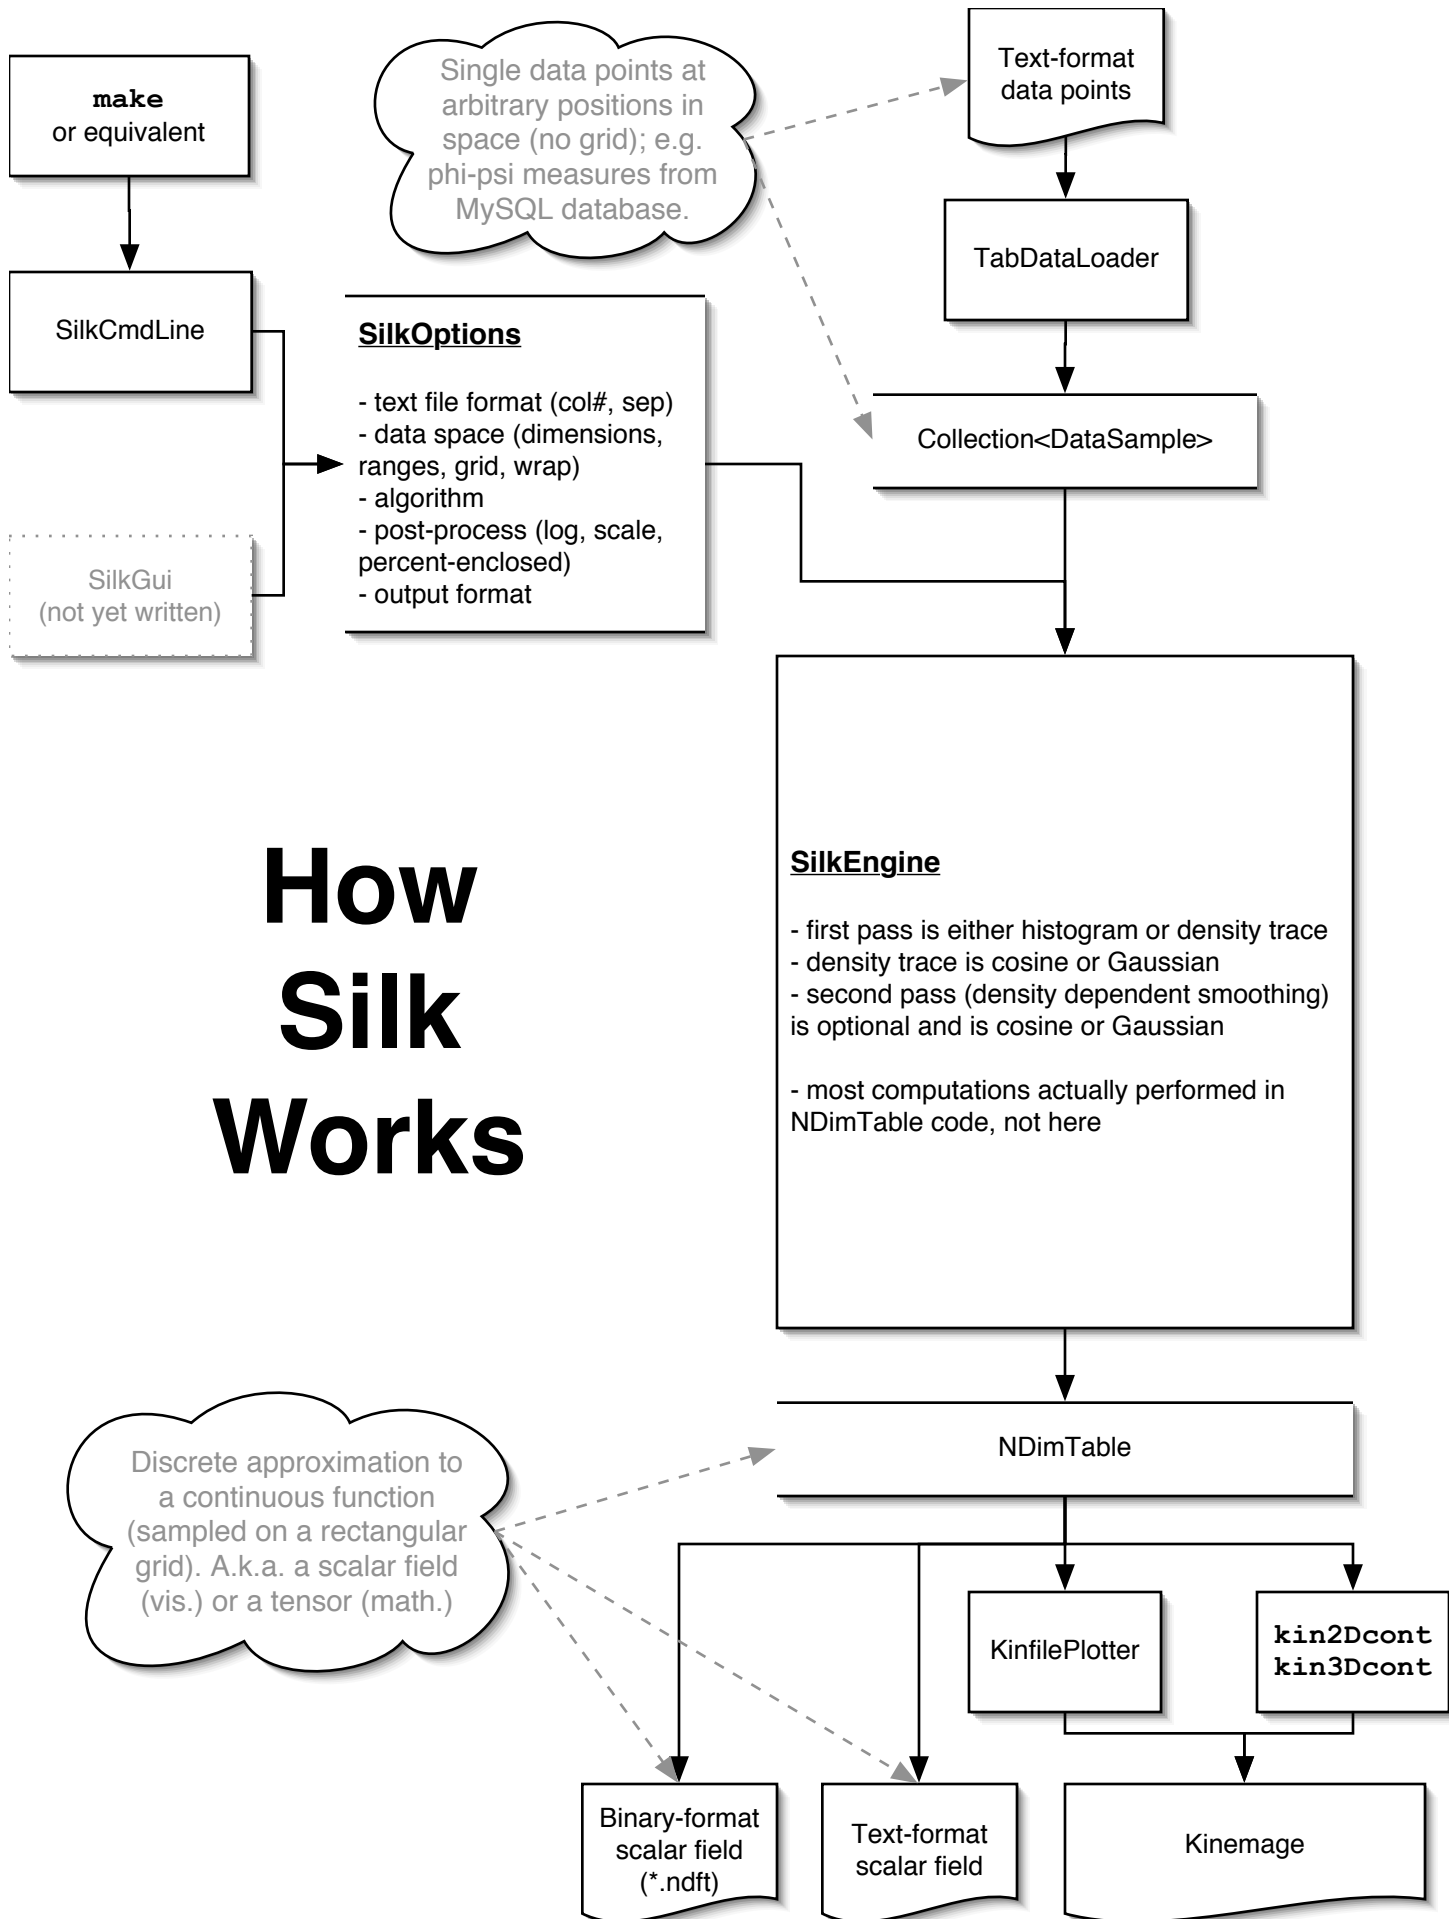 make
or equivalent
Single data points at
arbitrary positions in
space (no grid); e.g.
phi-psi measures from
MySQL database.
Text-format
data points
TabDataLoader
SilkCmdLine
SilkOptions
- text file format (col#, sep)
- data space (dimensions,
ranges, grid, wrap)
- algorithm
- post-process (log, scale,
percent-enclosed)
- output format
Collection<DataSample>
SilkGui
(not yet written)
How
Silk
Works
SilkEngine
- first pass is either histogram or density trace
- density trace is cosine or Gaussian
- second pass (density dependent smoothing)
is optional and is cosine or Gaussian
- most computations actually performed in
NDimTable code, not here
Discrete approximation to
a continuous function
(sampled on a rectangular
grid). A.k.a. a scalar field
(vis.) or a tensor (math.)
NDimTable
KinfilePlotter
kin2Dcont
kin3Dcont
Binary-format
scalar field
(*.ndft)
Text-format
scalar field
Kinemage